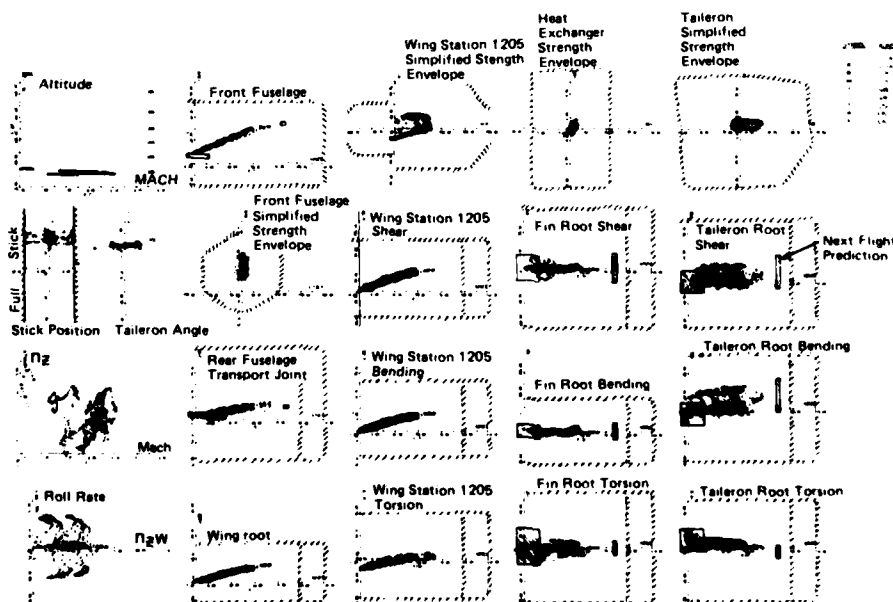 Heat
Exchanger
Strength
Envelope
Taileron
Simplified
Strength
Envelope
Wing Station 1205
Simplified Stength
Envelope
Altitude
Front Fuselage
MACH
Front Fuselage
Simplified
Strength
Envelope
Wing Station 1205
Shear
Fin Root Shear
Taileron Root
Shear
Next Flight
Prediction
Full Stick
Stick Position
Taileron Angle
nz
g
Mach
Rear Fuselage
Transport Joint
Wing Station 1205
Bending
Fin Root Bending
Taileron Root Bending
Roll Rate
nzW
Wing root
Wing Station 1205
Torsion
Fin Root Torsion
Taileron Root Torsion